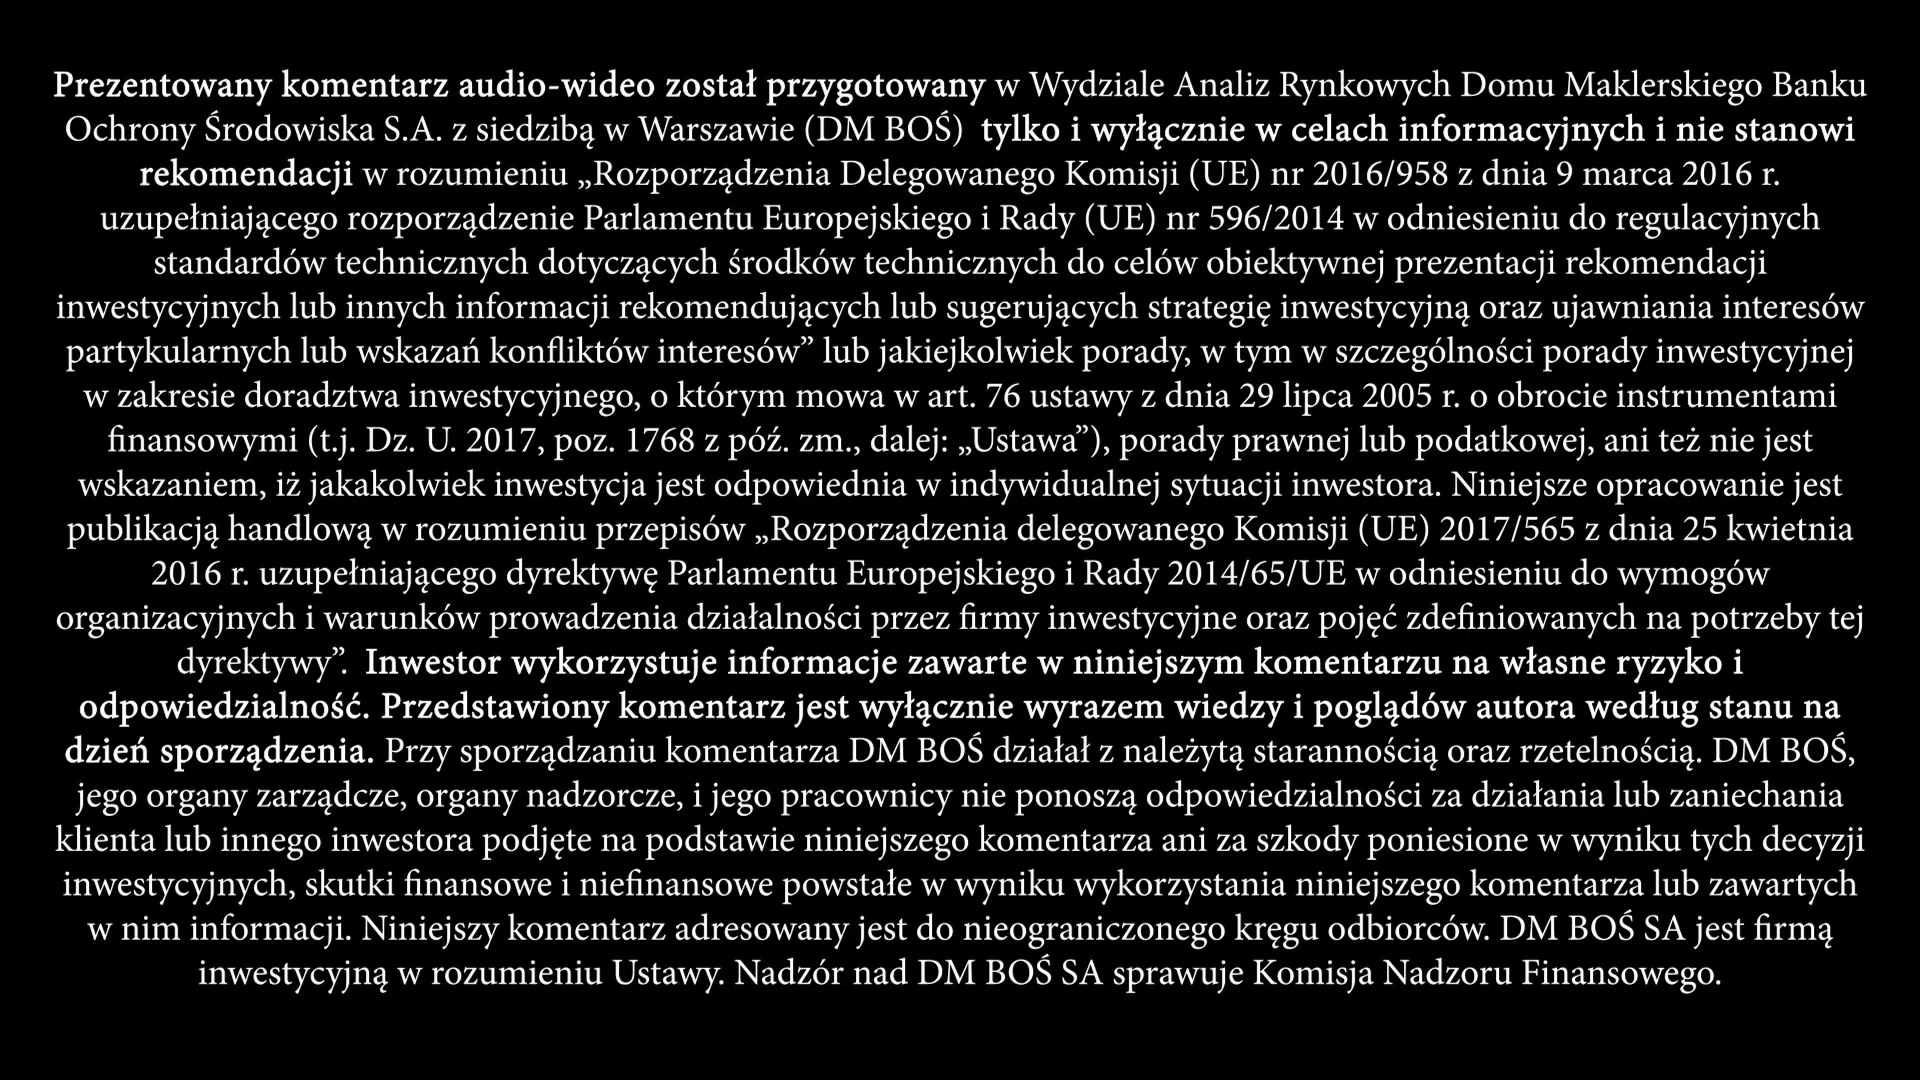 Prezentowany komentarz audio-wideo został przygotowany w Wydziale Analiz Rynkowych Domu Maklerskiego Banku
Ochrony Środowiska S.A. z siedzibą w Warszawie (DM BOŚ) tylko i wyłącznie w celach informacyjnych i nie stanowi
rekomendacji w rozumieniu „Rozporządzenia Delegowanego Komisji (UE) nr 2016/958 z dnia 9 marca 2016 r.
uzupełniającego rozporządzenie Parlamentu Europejskiego i Rady (UE) nr 596/2014 w odniesieniu do regulacyjnych
standardów technicznych dotyczących środków technicznych do celów obiektywnej prezentacji rekomendacji
inwestycyjnych lub innych informacji rekomendujących lub sugerujących strategię inwestycyjną oraz ujawniania interesów
partykularnych lub wskazań konfliktów interesów” lub jakiejkolwiek porady, w tym w szczególności porady inwestycyjnej
w zakresie doradztwa inwestycyjnego, o którym mowa w art. 76 ustawy z dnia 29 lipca 2005 r. o obrocie instrumentami
finansowymi (t.j. Dz. U. 2017, poz. 1768 z póź. zm., dalej: „Ustawa”), porady prawnej lub podatkowej, ani też nie jest
wskazaniem, iż jakakolwiek inwestycja jest odpowiednia w indywidualnej sytuacji inwestora. Niniejsze opracowanie jest
publikacją handlową w rozumieniu przepisów „Rozporządzenia delegowanego Komisji (UE) 2017/565 z dnia 25 kwietnia
2016 r. uzupełniającego dyrektywę Parlamentu Europejskiego i Rady 2014/65/UE w odniesieniu do wymogów
organizacyjnych i warunków prowadzenia działalności przez firmy inwestycyjne oraz pojęć zdefiniowanych na potrzeby tej
dyrektywy”. Inwestor wykorzystuje informacje zawarte w niniejszym komentarzu na własne ryzyko i
odpowiedzialność. Przedstawiony komentarz jest wyłącznie wyrazem wiedzy i poglądów autora według stanu na
dzień sporządzenia. Przy sporządzaniu komentarza DM BOŚ działał z należytą starannością oraz rzetelnością. DM BOŚ,
jego organy zarządcze, organy nadzorcze, i jego pracownicy nie ponoszą odpowiedzialności za działania lub zaniechania
klienta lub innego inwestora podjęte na podstawie niniejszego komentarza ani za szkody poniesione w wyniku tych decyzji
inwestycyjnych, skutki finansowe i niefinansowe powstałe w wyniku wykorzystania niniejszego komentarza lub zawartych
w nim informacji. Niniejszy komentarz adresowany jest do nieograniczonego kręgu odbiorców. DM BOŚ SA jest firmą
inwestycyjną w rozumieniu Ustawy. Nadzór nad DM BOŚ SA sprawuje Komisja Nadzoru Finansowego.